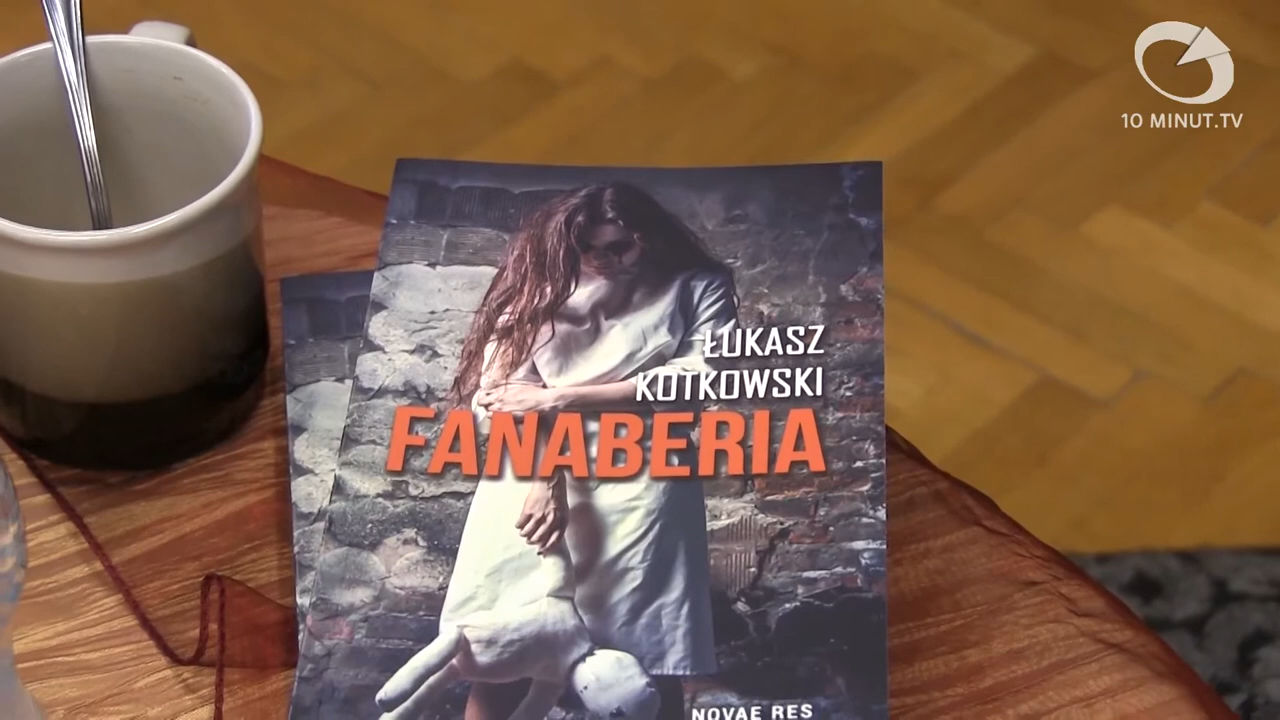 10 MINUT.TV
ŁUKASZ
KOTKOWSKI
FANABERIA
NOVAE RES